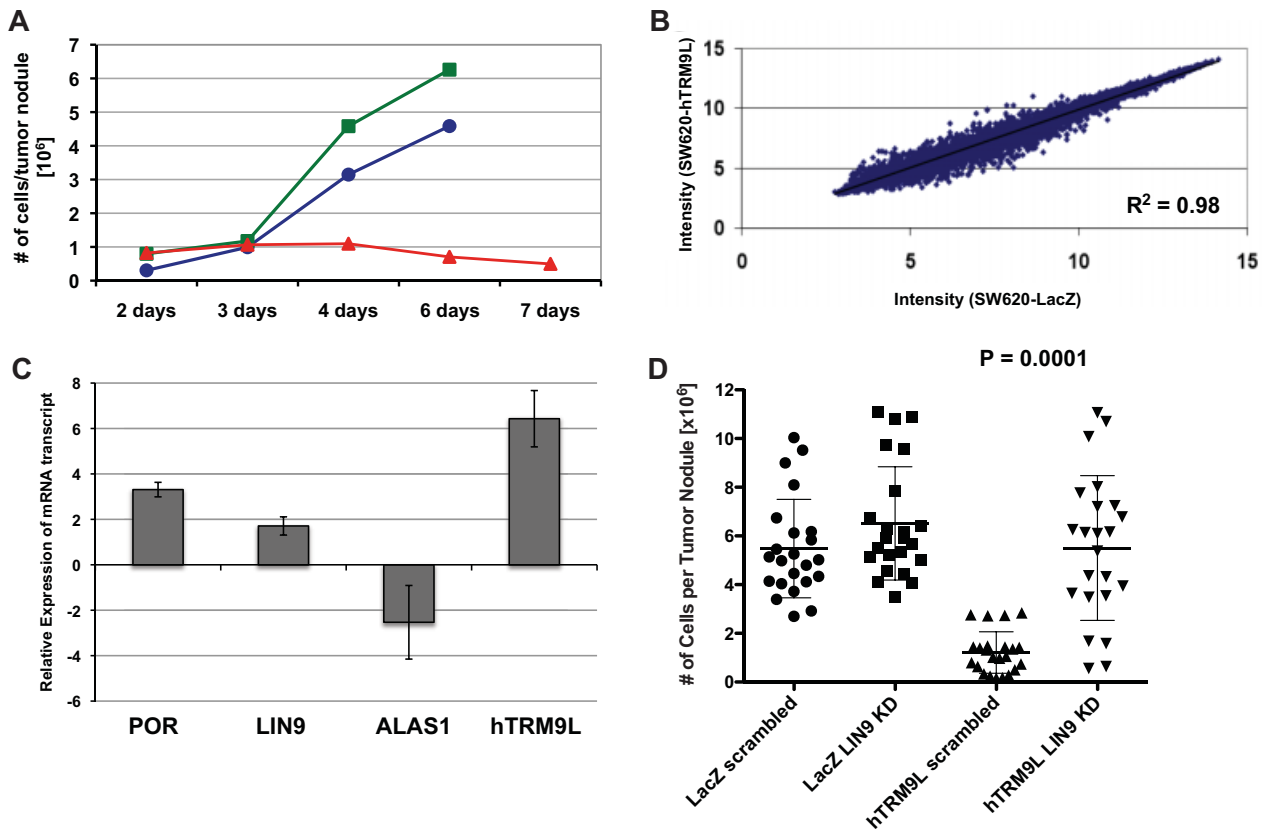 A
# of cells/tumor nodule
[10⁶]
7
6
5
4
3
2
1
0
2 days
3 days
4 days
6 days
7 days
B
Intensity (SW620-hTRM9L)
15
10
5
0
R² = 0.98
0
5
10
15
Intensity (SW620-LacZ)
C
Relative Expression of mRNA transcript
8
6
4
2
0
-2
-4
-6
POR
LIN9
ALAS1
hTRM9L
D
P = 0.0001
# of Cells per Tumor Nodule [x10⁶]
12
10
8
6
4
2
0
LacZ scrambled
LacZ LIN9 KD
hTRM9L scrambled
hTRM9L LIN9 KD